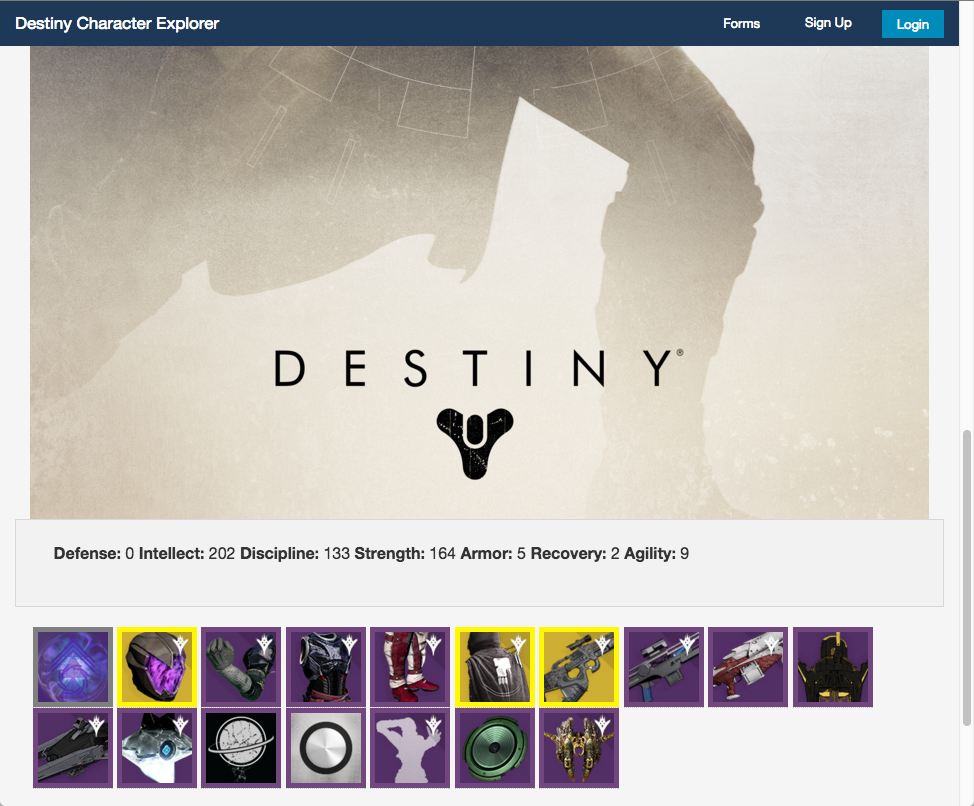 Destiny Character Explorer Forms Sign Up Login
DESTINY®
Defense: 0 Intellect: 202 Discipline: 133 Strength: 164 Armor: 5 Recovery: 2 Agility: 9